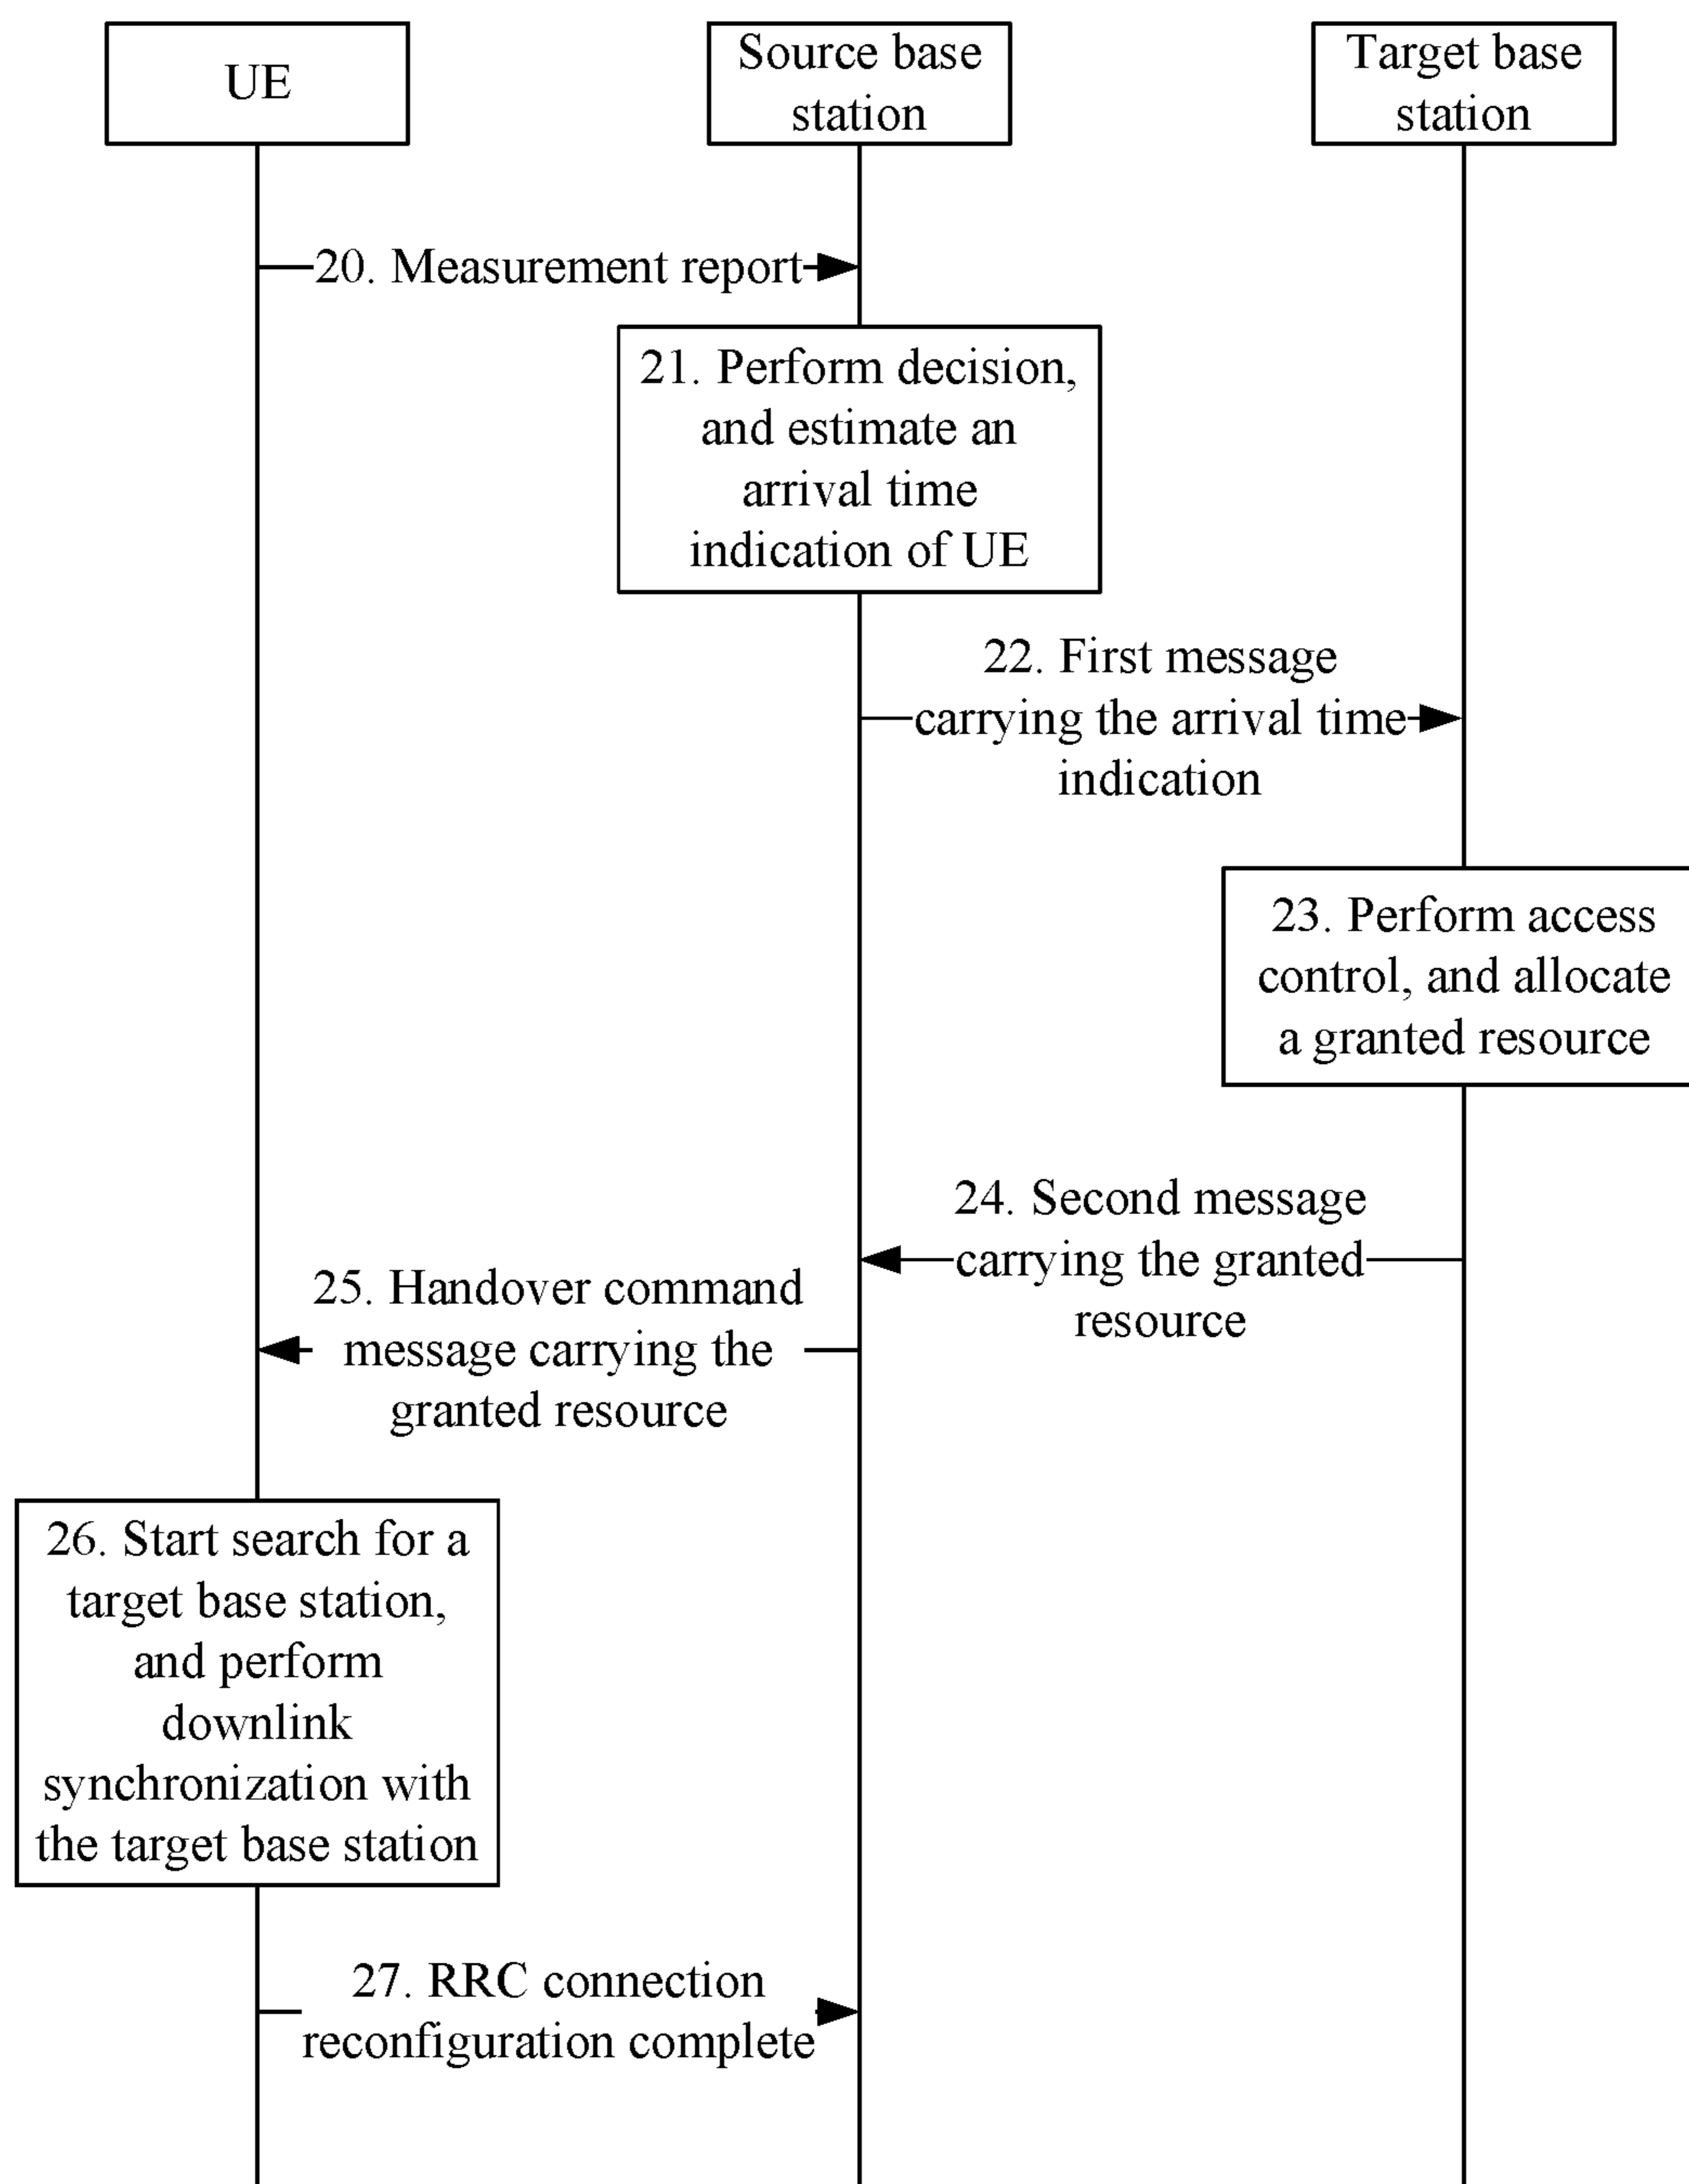 UE
Source base
station
Target base
station
20. Measurement report
21. Perform decision,
and estimate an
arrival time
indication of UE
22. First message
carrying the arrival time
indication
23. Perform access
control, and allocate
a granted resource
24. Second message
carrying the granted
resource
25. Handover command
message carrying the
granted resource
26. Start search for a
target base station,
and perform
downlink
synchronization with
the target base station
27. RRC connection
reconfiguration complete